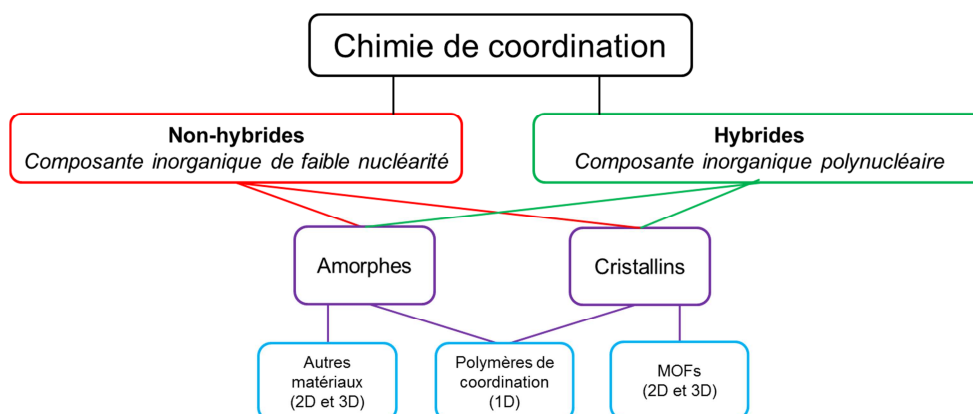 Chimie de coordination
Non-hybrides
Composante inorganique de faible nucléarité
Hybrides
Composante inorganique polynucléaire
Amorphes
Cristallins
Autres
matériaux
(2D et 3D)
Polymères de
coordination
(1D)
MOFs
(2D et 3D)